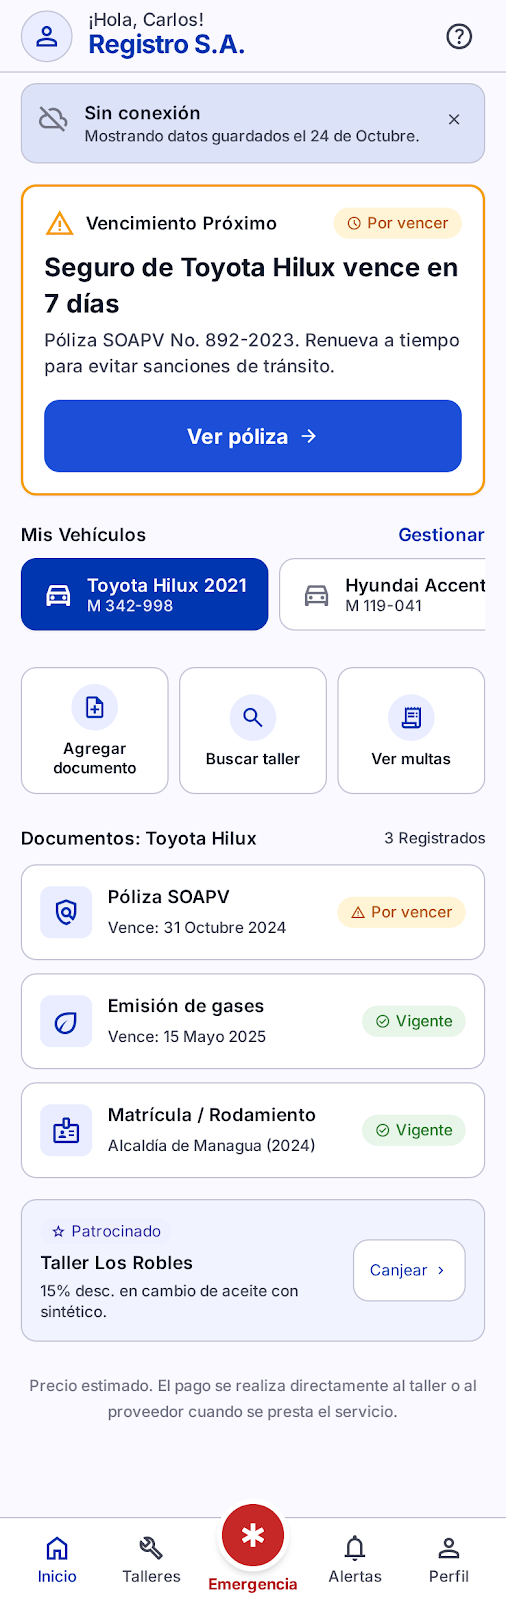 ¡Hola, Carlos!
Registro S.A.
Sin conexión
Mostrando datos guardados el 24 de Octubre.
Vencimiento Próximo
Por vencer
Seguro de Toyota Hilux vence en
7 días
Póliza SOAPV No. 892-2023. Renueva a tiempo
para evitar sanciones de tránsito.
Ver póliza
Mis Vehículos
Gestionar
Toyota Hilux 2021
M 342-998
Hyundai Accent
M 119-041
Agregar
documento
Buscar taller
Ver multas
Documentos: Toyota Hilux
3 Registrados
Póliza SOAPV
Vence: 31 Octubre 2024
Por vencer
Emisión de gases
Vence: 15 Mayo 2025
Vigente
Matrícula / Rodamiento
Alcaldía de Managua (2024)
Vigente
Patrocinado
Taller Los Robles
15% desc. en cambio de aceite con
sintético.
Canjear
Precio estimado. El pago se realiza directamente al taller o al
proveedor cuando se presta el servicio.
Inicio
Talleres
Emergencia
Alertas
Perfil